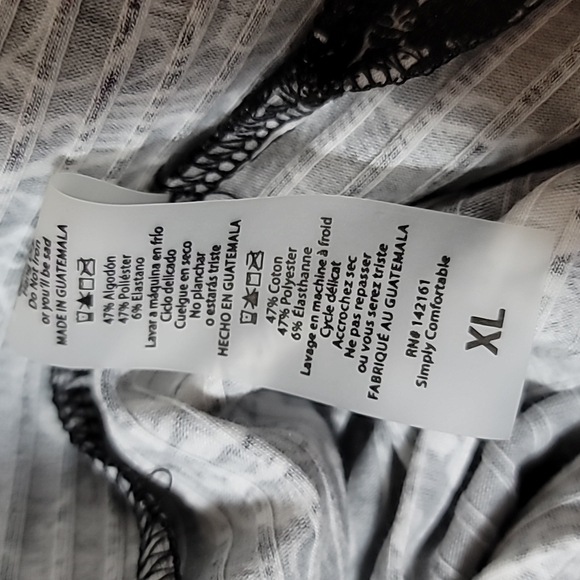 Do Not Iron
or you'll be sad
MADE IN GUATEMALA
47% Algodón
47% Poliéster
6% Elastano
Lavar a máquina en frío
Ciclo delicado
Cuelgue en seco
No planchar
o estarás triste
HECHO EN GUATEMALA
47% Coton
47% Polyester
6% Élasthanne
Lavage en machine à froid
Cycle délicat
Accrochez sec
Ne pas repasser
ou vous serez triste
FABRIQUÉ AU GUATEMALA
RN# 142161
Simply Comfortable
XL